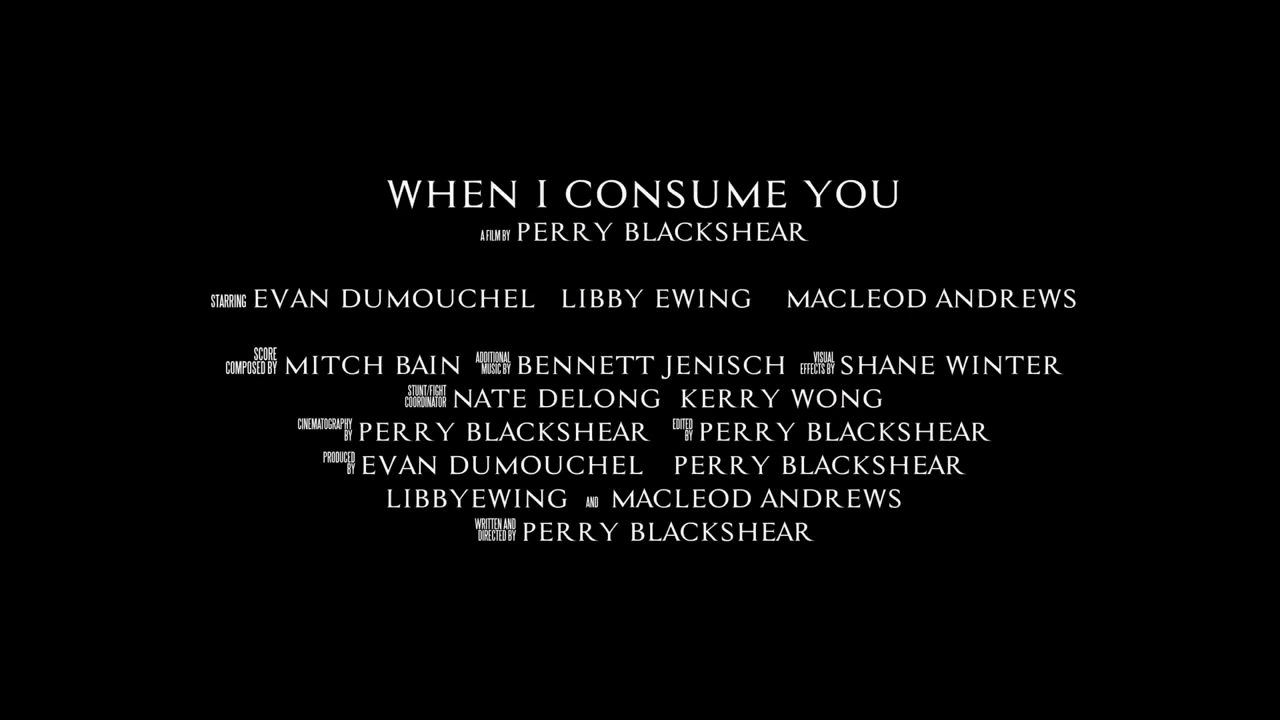 WHEN I CONSUME YOU
A FILM BY PERRY BLACKSHEAR
STARRING EVAN DUMOUCHEL LIBBY EWING MACLEOD ANDREWS
SCORE COMPOSED BY MITCH BAIN ADDITIONAL MUSIC BY BENNETT JENISCH VISUAL EFFECTS BY SHANE WINTER
STUNT/FIGHT COORDINATOR NATE DELONG KERRY WONG
CINEMATOGRAPHY BY PERRY BLACKSHEAR EDITED BY PERRY BLACKSHEAR
PRODUCED BY EVAN DUMOUCHEL PERRY BLACKSHEAR
LIBBYEWING AND MACLEOD ANDREWS
WRITTEN AND DIRECTED BY PERRY BLACKSHEAR